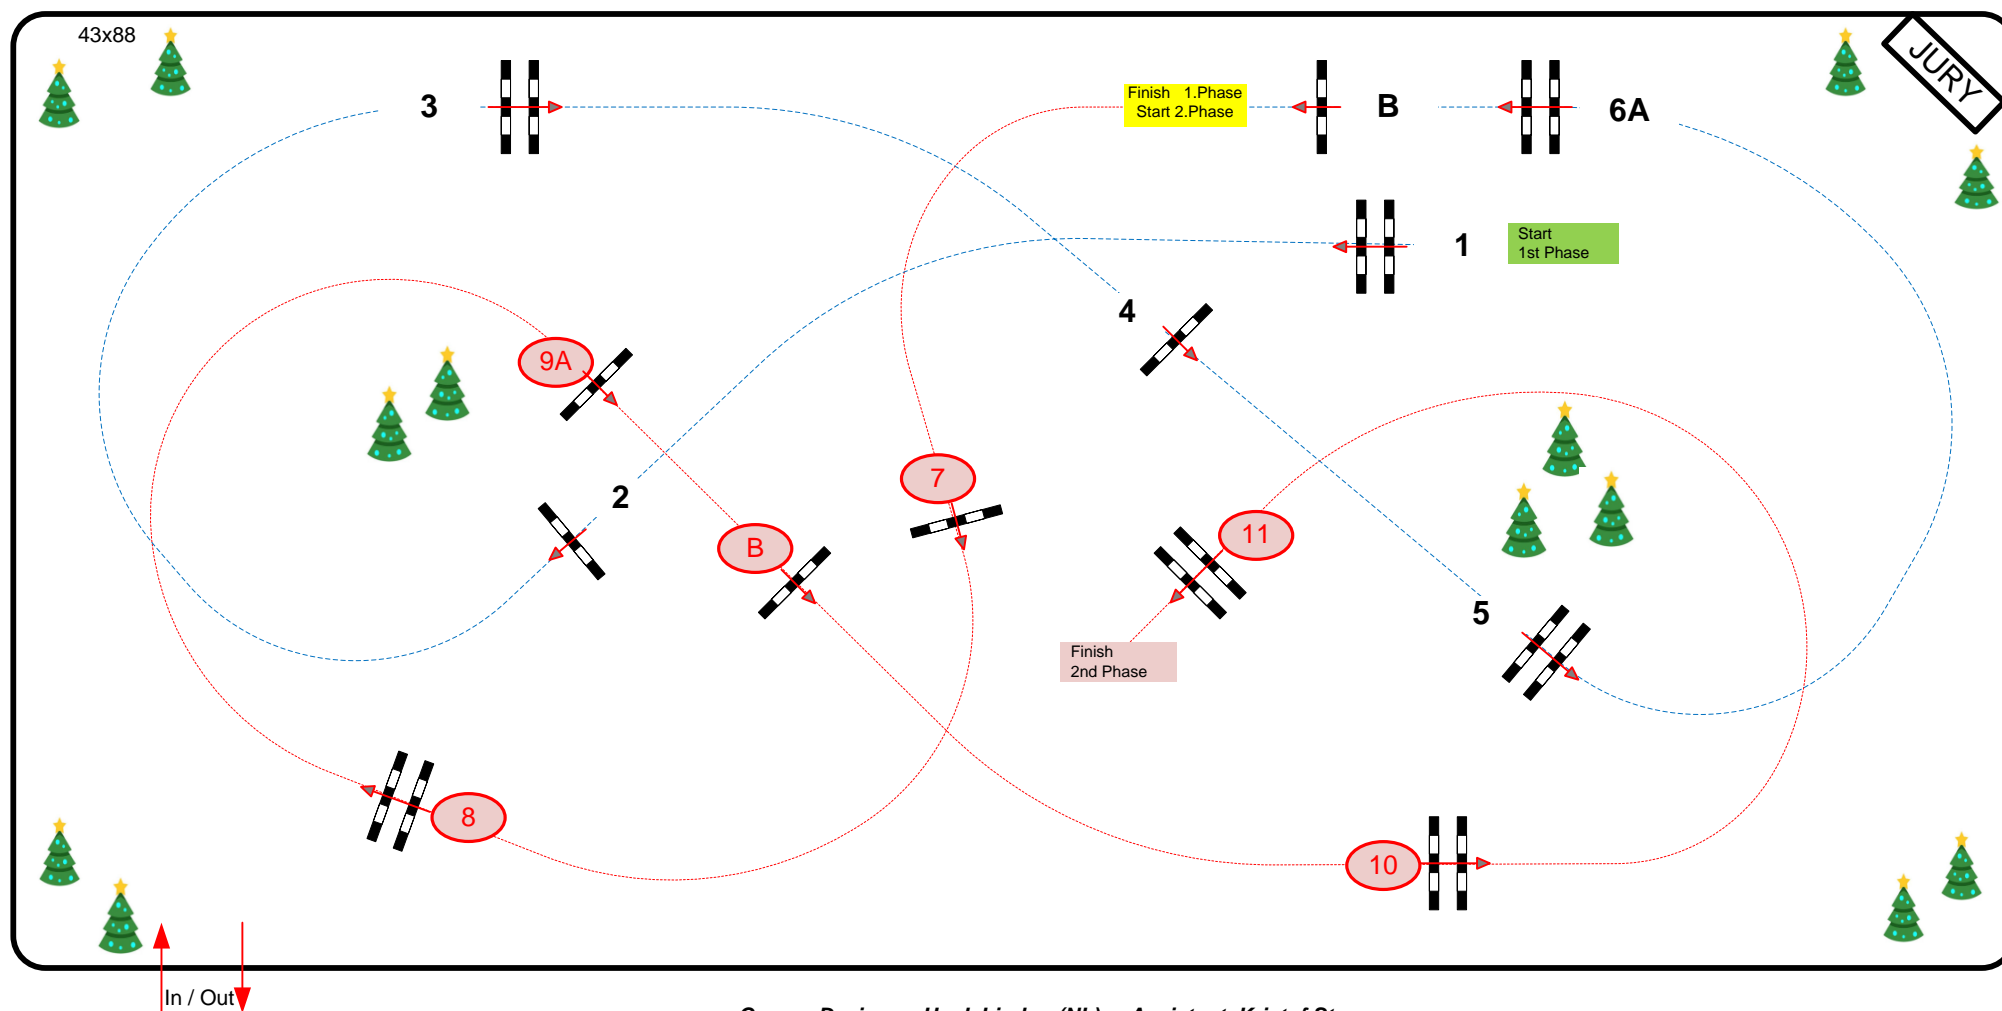 43x88
JURY
3
Finish 1.Phase
Start 2.Phase
B
6A
1
Start
1st Phase
4
9A
2
7
B
11
5
Finish
2nd Phase
8
10
In / Out